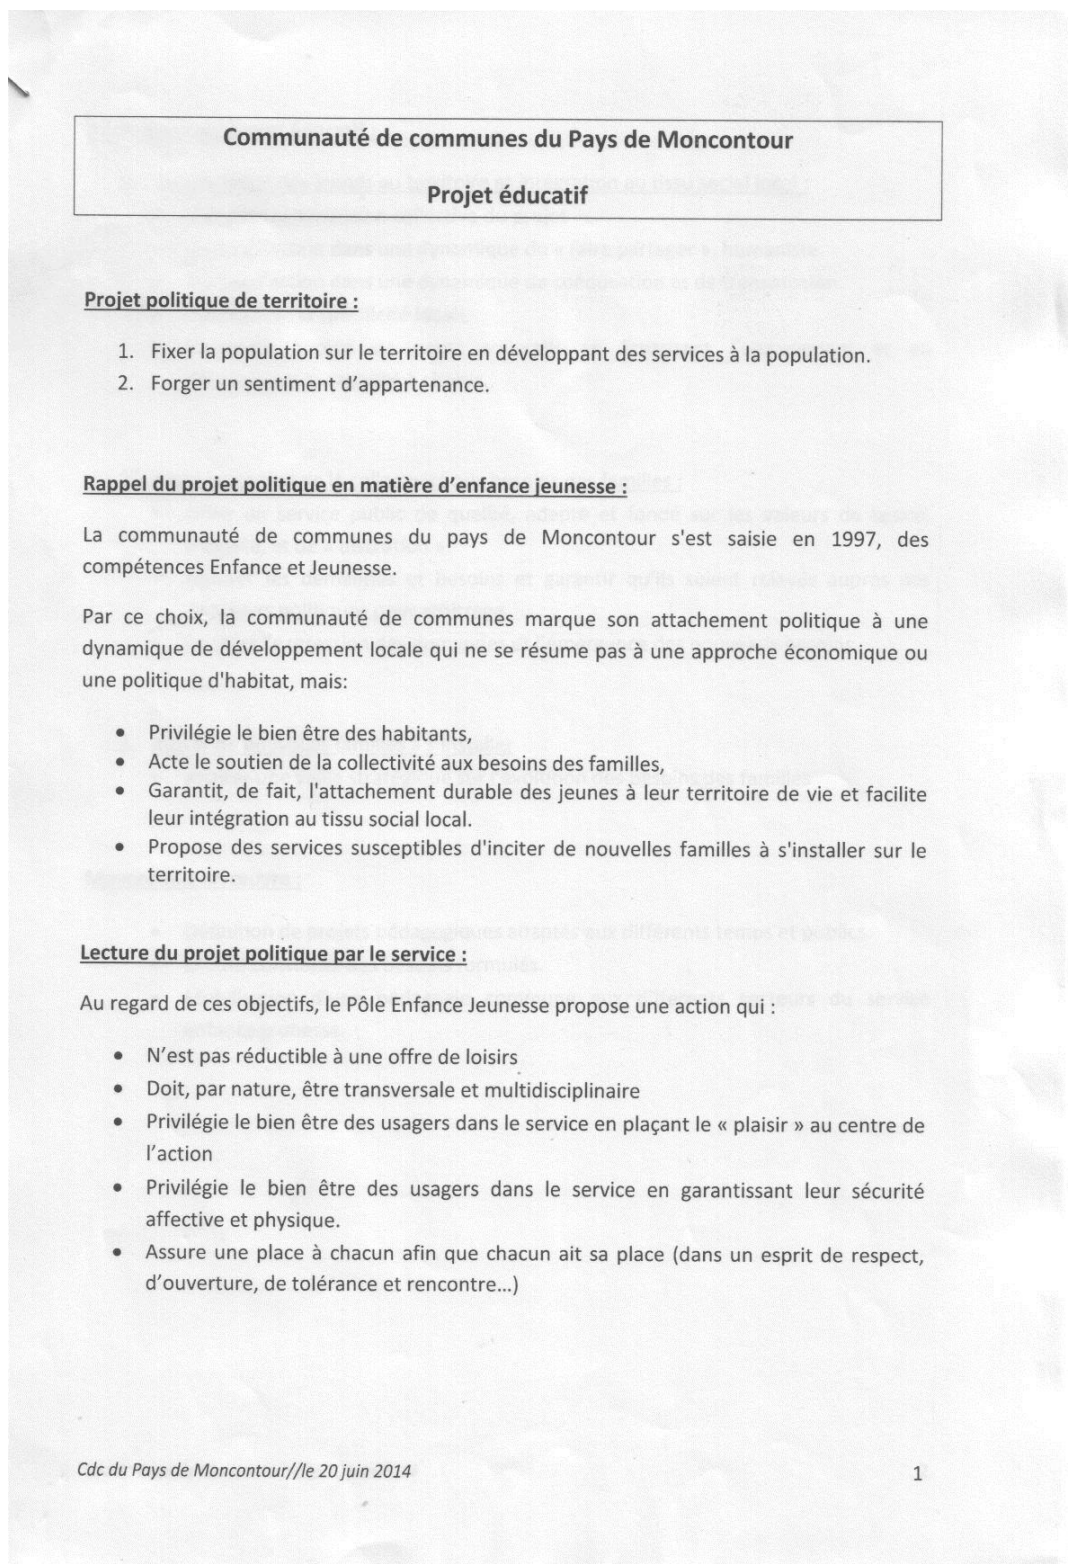 Communauté de communes du Pays de Moncontour
Projet éducatif
Projet politique de territoire :
1. Fixer la population sur le territoire en développant des services à la population.
2. Forger un sentiment d’appartenance.
Rappel du projet politique en matière d’enfance jeunesse :
La communauté de communes du pays de Moncontour s'est saisie en 1997, des
compétences Enfance et Jeunesse.
Par ce choix, la communauté de communes marque son attachement politique à une
dynamique de développement locale qui ne se résume pas à une approche économique ou
une politique d'habitat, mais:
• Privilégie le bien être des habitants,
• Acte le soutien de la collectivité aux besoins des familles,
• Garantit, de fait, l'attachement durable des jeunes à leur territoire de vie et facilite
leur intégration au tissu social local.
• Propose des services susceptibles d'inciter de nouvelles familles à s'installer sur le
territoire.
Lecture du projet politique par le service :
Au regard de ces objectifs, le Pôle Enfance Jeunesse propose une action qui :
• N’est pas réductible à une offre de loisirs
• Doit, par nature, être transversale et multidisciplinaire
• Privilégie le bien être des usagers dans le service en plaçant le « plaisir » au centre de
l’action
• Privilégie le bien être des usagers dans le service en garantissant leur sécurité
affective et physique.
• Assure une place à chacun afin que chacun ait sa place (dans un esprit de respect,
d’ouverture, de tolérance et rencontre…)
Cdc du Pays de Moncontour//le 20 juin 2014 1